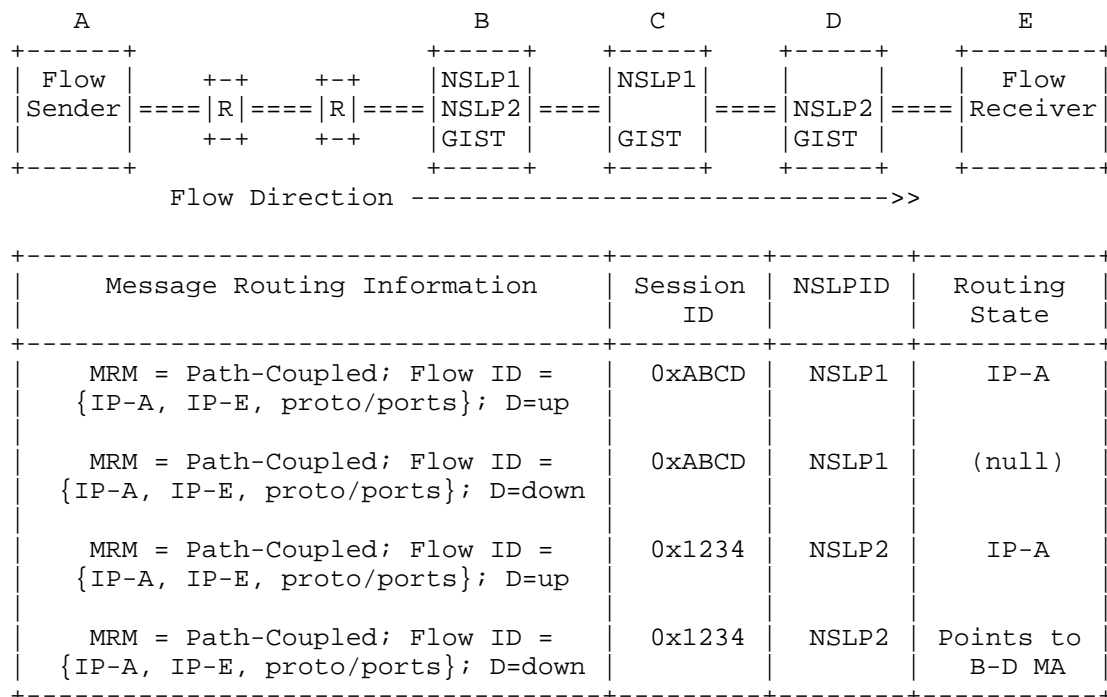 A B C D E
Flow NSLP1 NSLP1 Flow
Sender R R NSLP2 NSLP2 Receiver
GIST GIST GIST
Flow Direction ------------------------------>>
Message Routing Information Session NSLPID Routing
ID State
MRM = Path-Coupled; Flow ID = 0xABCD NSLP1 IP-A
{IP-A, IP-E, proto/ports}; D=up
MRM = Path-Coupled; Flow ID = 0xABCD NSLP1 (null)
{IP-A, IP-E, proto/ports}; D=down
MRM = Path-Coupled; Flow ID = 0x1234 NSLP2 IP-A
{IP-A, IP-E, proto/ports}; D=up
MRM = Path-Coupled; Flow ID = 0x1234 NSLP2 Points to
{IP-A, IP-E, proto/ports}; D=down B-D MA